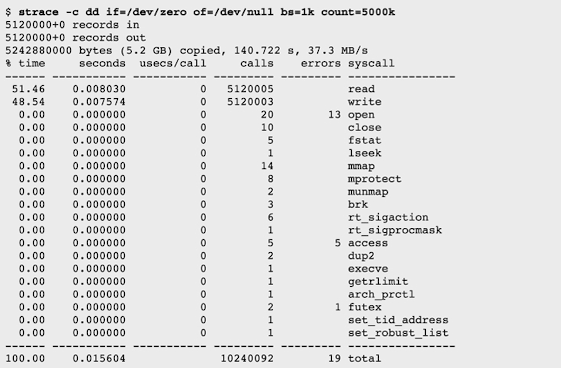 $ strace -c dd if=/dev/zero of=/dev/null bs=1k count=5000k
5120000+0 records in
5120000+0 records out
5242880000 bytes (5.2 GB) copied, 140.722 s, 37.3 MB/s
% time     seconds  usecs/call     calls    errors syscall
------ ----------- ----------- --------- --------- ----------------
 51.46    0.008030           0   5120005           read
 48.54    0.007574           0   5120003           write
  0.00    0.000000           0        20        13 open
  0.00    0.000000           0        10           close
  0.00    0.000000           0         5           fstat
  0.00    0.000000           0         1           lseek
  0.00    0.000000           0        14           mmap
  0.00    0.000000           0         8           mprotect
  0.00    0.000000           0         2           munmap
  0.00    0.000000           0         3           brk
  0.00    0.000000           0         6           rt_sigaction
  0.00    0.000000           0         1           rt_sigprocmask
  0.00    0.000000           0         5         5 access
  0.00    0.000000           0         2           dup2
  0.00    0.000000           0         1           execve
  0.00    0.000000           0         1           getrlimit
  0.00    0.000000           0         1           arch_prctl
  0.00    0.000000           0         2         1 futex
  0.00    0.000000           0         1           set_tid_address
  0.00    0.000000           0         1           set_robust_list
------ ----------- ----------- --------- --------- ----------------
100.00    0.015604              10240092        19 total